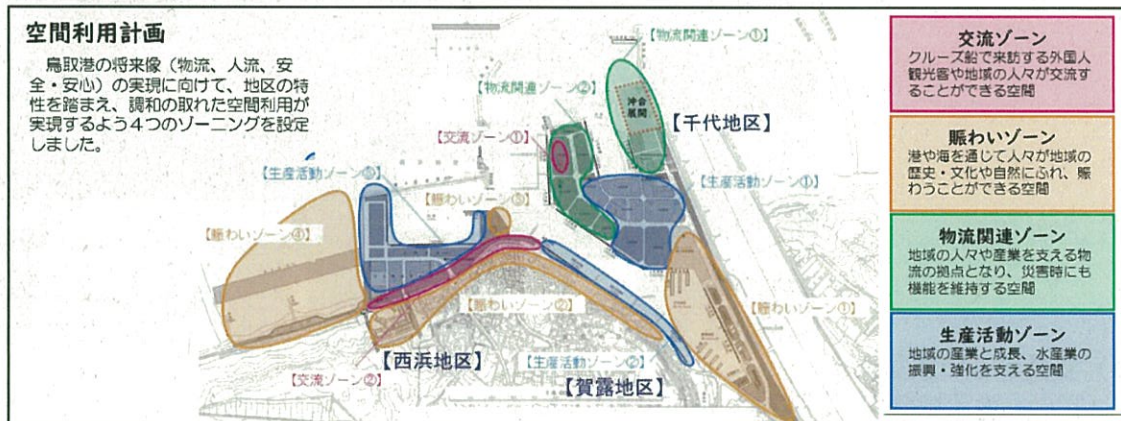 空間利用計画
鳥取港の将来像（物流、人流、安
全・安心）の実現に向けて、地区の特
性を踏まえ、調和の取れた空間利用が
実現するよう４つのゾーニングを設定
しました。
【物流関連ゾーン①】
【物流関連ゾーン②】
沖合
展開
【千代地区】
【交流ゾーン①】
【生産活動ゾーン③】
【生産活動ゾーン①】
【賑わいゾーン③】
【賑わいゾーン④】
【賑わいゾーン②】
【賑わいゾーン①】
【西浜地区】
【生産活動ゾーン②】
【交流ゾーン②】
【賀露地区】
交流ゾーン
クルーズ船で来訪する外国人
観光客や地域の人々が交流す
ることができる空間
賑わいゾーン
港や海を通じて人々が地域の
歴史・文化や自然にふれ、賑
わうことができる空間
物流関連ゾーン
地域の人々や産業を支える物
流の拠点となり、災害時にも
機能を維持する空間
生産活動ゾーン
地域の産業と成長、水産業の
振興・強化を支える空間